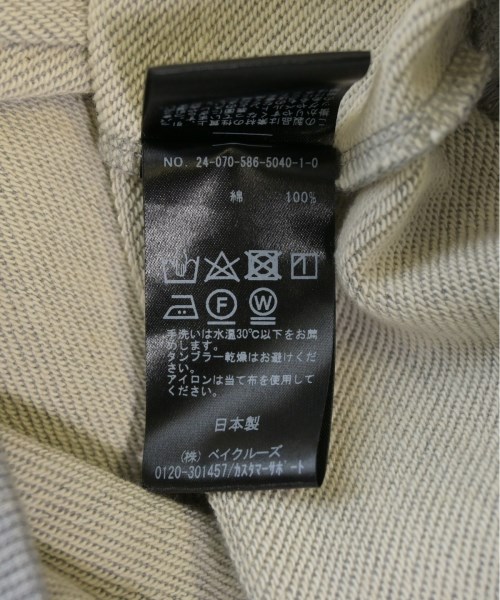 NO. 24-070-586-5040-1-0
綿 100%
F W
手洗いは水温30℃以下をお薦
めします。
タンブラー乾燥はお避けくだ
さい。
アイロンは当て布を使用して
ください。
日本製
(株) ベイクルーズ
0120-301457/カスタマーサポート